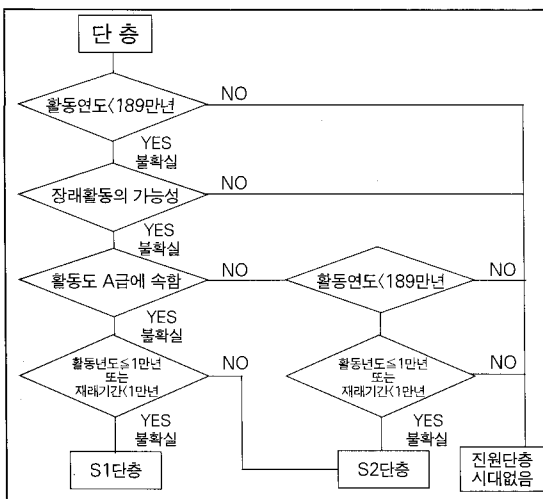 단 층
활동연도<189만년
NO
YES
불확실
장래활동의 가능성
NO
YES
불확실
활동도 A급에 속함
NO
활동연도<189만년
NO
YES
불확실
YES
불확실
활동년도≦1만년
또는
재래기간<1만년
NO
활동년도≦1만년
또는
재래기간<1만년
NO
YES
불확실
YES
불확실
S1단층
S2단층
진원단층
시대없음